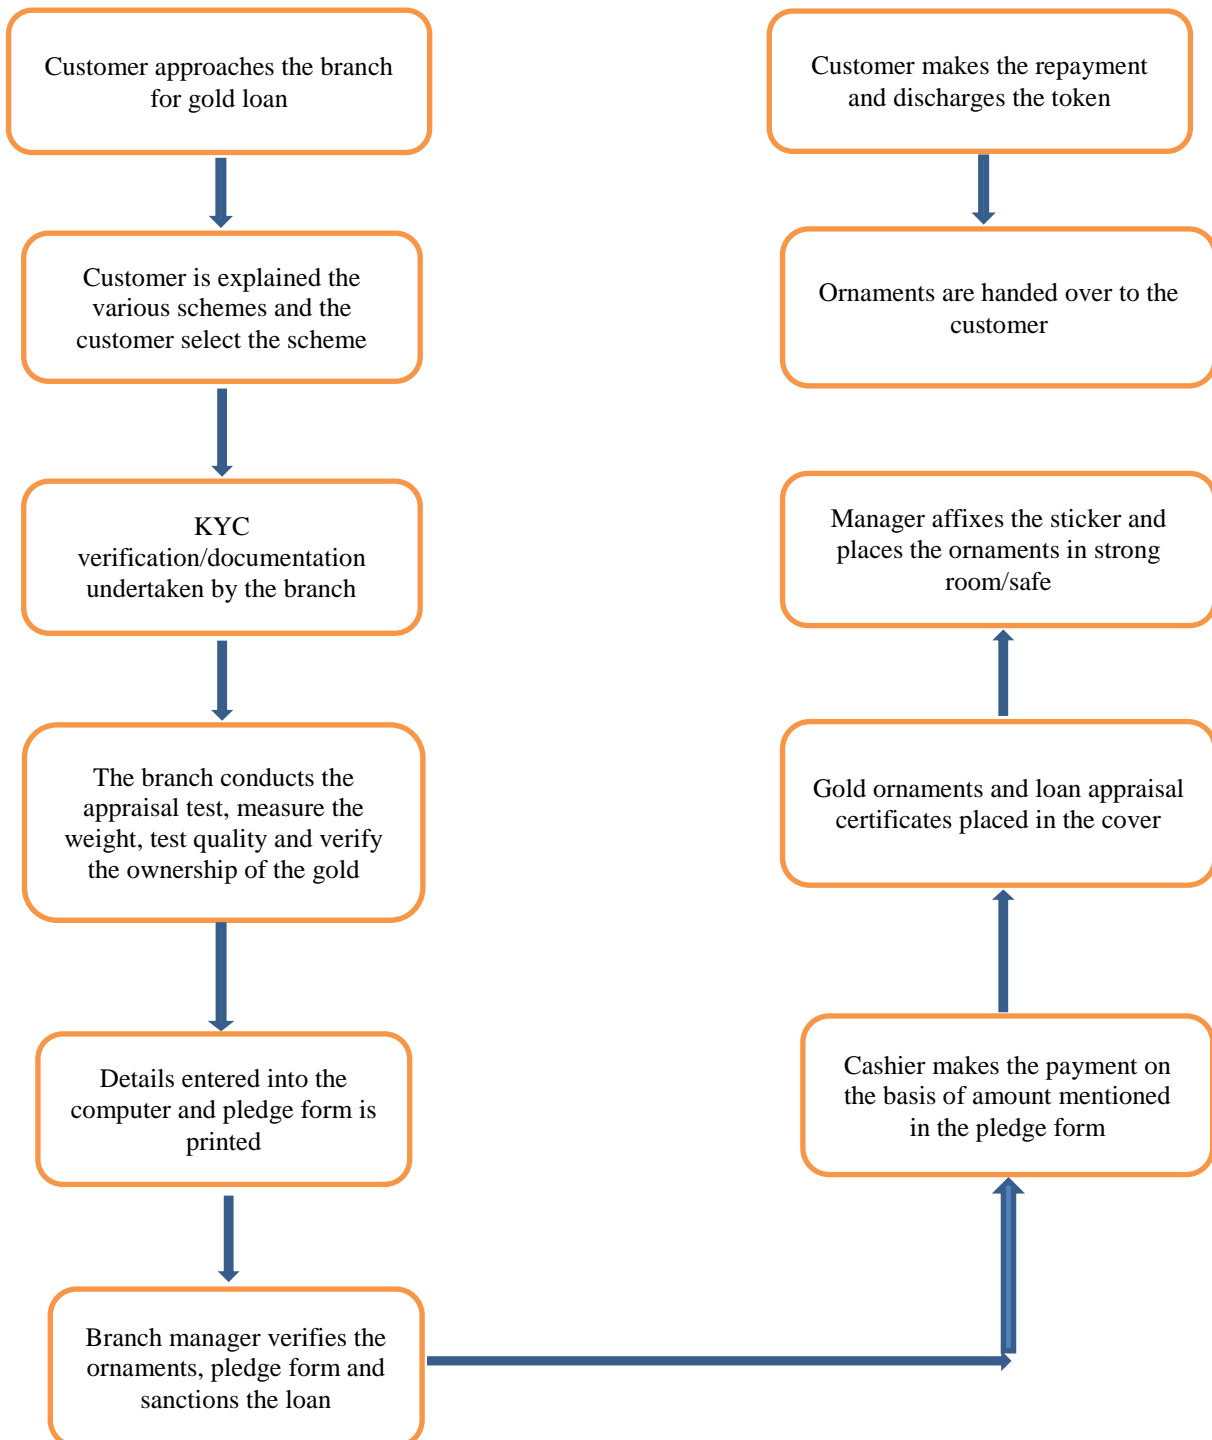 Customer approaches the branch
for gold loan
Customer is explained the
various schemes and the
customer select the scheme
KYC
verification/documentation
undertaken by the branch
The branch conducts the
appraisal test, measure the
weight, test quality and verify
the ownership of the gold
Details entered into the
computer and pledge form is
printed
Branch manager verifies the
ornaments, pledge form and
sanctions the loan
Customer makes the repayment
and discharges the token
Ornaments are handed over to the
customer
Manager affixes the sticker and
places the ornaments in strong
room/safe
Gold ornaments and loan appraisal
certificates placed in the cover
Cashier makes the payment on
the basis of amount mentioned
in the pledge form